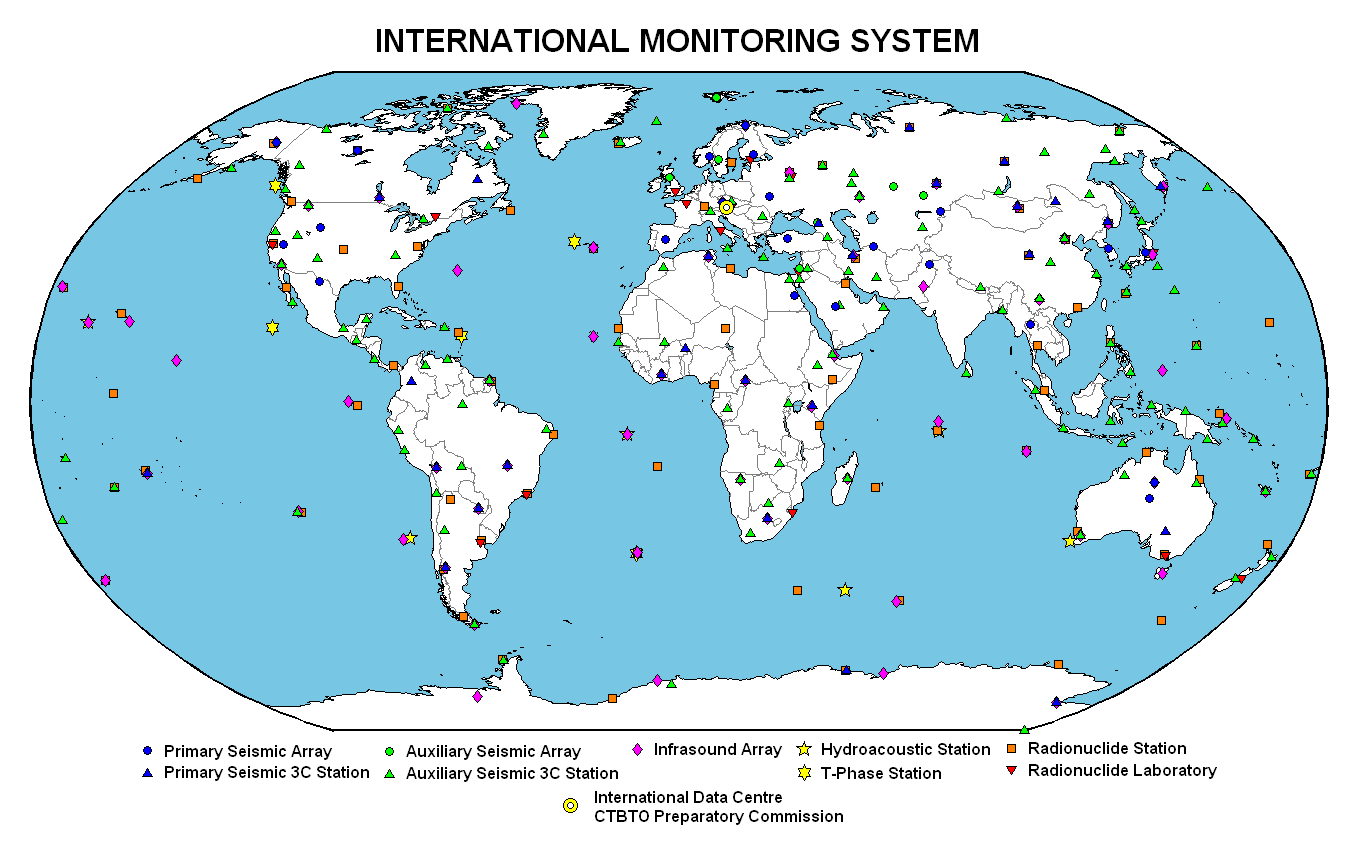 INTERNATIONAL MONITORING SYSTEM
Primary Seismic Array
Primary Seismic 3C Station
Auxiliary Seismic Array
Auxiliary Seismic 3C Station
Infrasound Array
Hydroacoustic Station
T-Phase Station
Radionuclide Station
Radionuclide Laboratory
International Data Centre
CTBTO Preparatory Commission